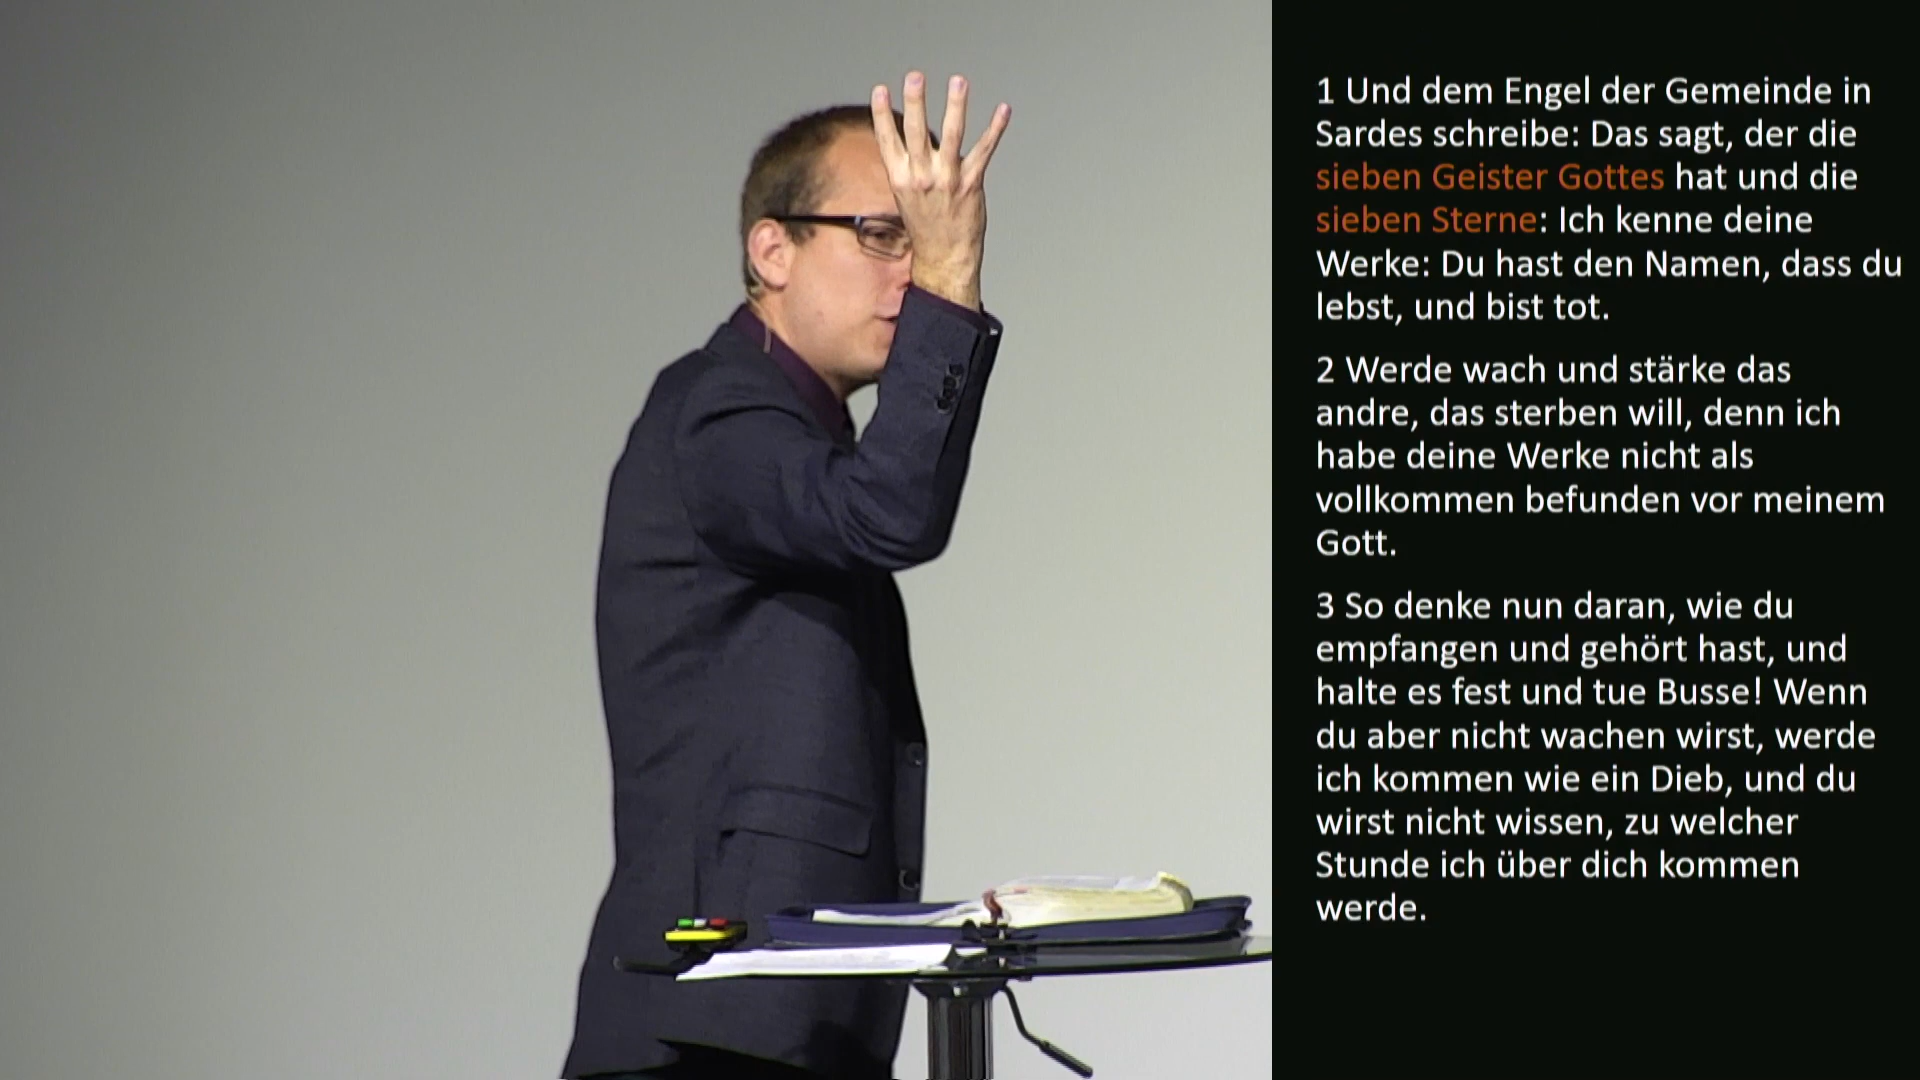 1 Und dem Engel der Gemeinde in
Sardes schreibe: Das sagt, der die
sieben Geister Gottes hat und die
sieben Sterne: Ich kenne deine
Werke: Du hast den Namen, dass du
lebst, und bist tot.
2 Werde wach und stärke das
andre, das sterben will, denn ich
habe deine Werke nicht als
vollkommen befunden vor meinem
Gott.
3 So denke nun daran, wie du
empfangen und gehört hast, und
halte es fest und tue Busse! Wenn
du aber nicht wachen wirst, werde
ich kommen wie ein Dieb, und du
wirst nicht wissen, zu welcher
Stunde ich über dich kommen
werde.